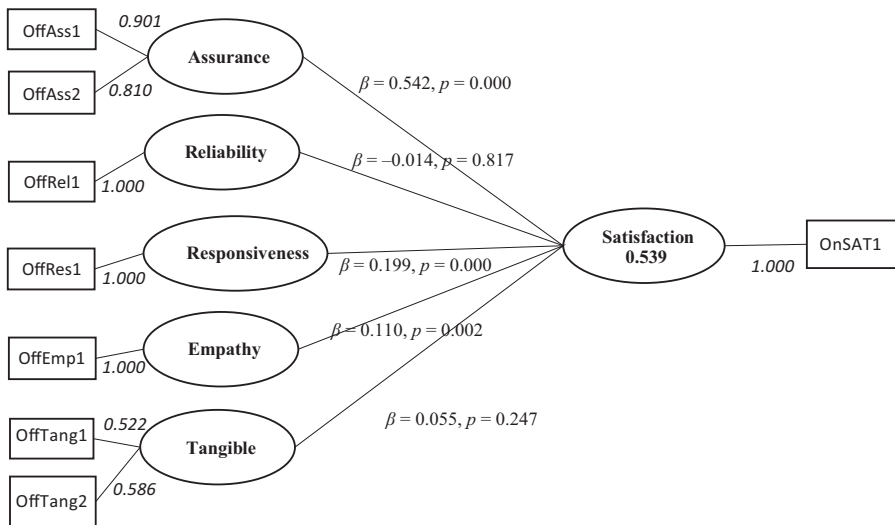 OffAss1
0.901
Assurance
OffAss2
0.810
β = 0.542, p = 0.000
Reliability
OffRel1
1.000
β = –0.014, p = 0.817
Responsiveness
OffRes1
1.000
β = 0.199, p = 0.000
Satisfaction
0.539
OnSAT1
1.000
Empathy
OffEmp1
1.000
β = 0.110, p = 0.002
OffTang1
0.522
Tangible
β = 0.055, p = 0.247
OffTang2
0.586